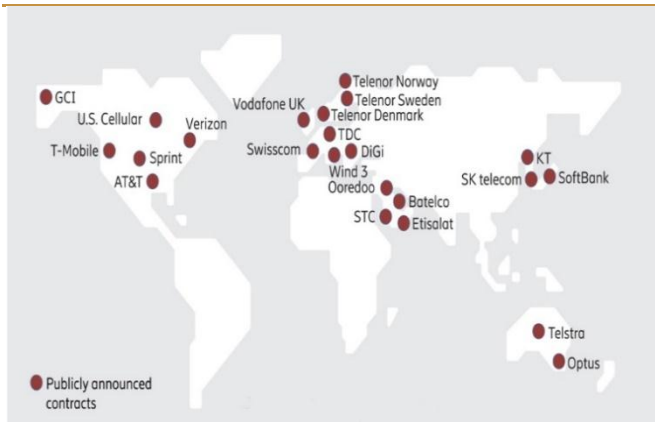 GCI
U.S. Cellular
Verizon
T-Mobile
Sprint
AT&T
Telenor Norway
Telenor Sweden
Vodafone UK
Telenor Denmark
TDC
Swisscom
DiGi
Wind 3
Ooredoo
Batelco
STC
Etisalat
KT
SK telecom
SoftBank
Telstra
Optus
Publicly announced
contracts